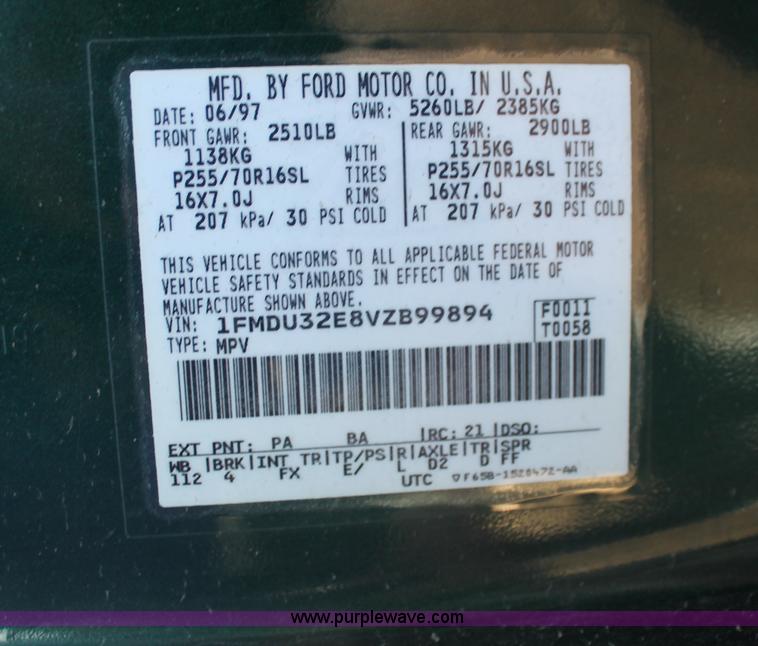 MFD. BY FORD MOTOR CO. IN U.S.A.
DATE: 06/97 GVWR: 5260LB/ 2385KG
FRONT GAWR: 2510LB REAR GAWR: 2900LB
1138KG WITH 1315KG WITH
P255/70R16SL TIRES P255/70R16SL TIRES
16X7.0J RIMS 16X7.0J RIMS
AT 207 kPa/ 30 PSI COLD AT 207 kPa/ 30 PSI COLD
THIS VEHICLE CONFORMS TO ALL APPLICABLE FEDERAL MOTOR
VEHICLE SAFETY STANDARDS IN EFFECT ON THE DATE OF
MANUFACTURE SHOWN ABOVE.
VIN: 1FMDU32E8VZB99894 F0011
TYPE: MPV T0058
EXT PNT: PA BA RC: 21 DSO:
WB BRK INT TR TP/PS R AXLE TR SPR
112 4 FX E/ L D2 D FF
UTC
www.purplewave.com